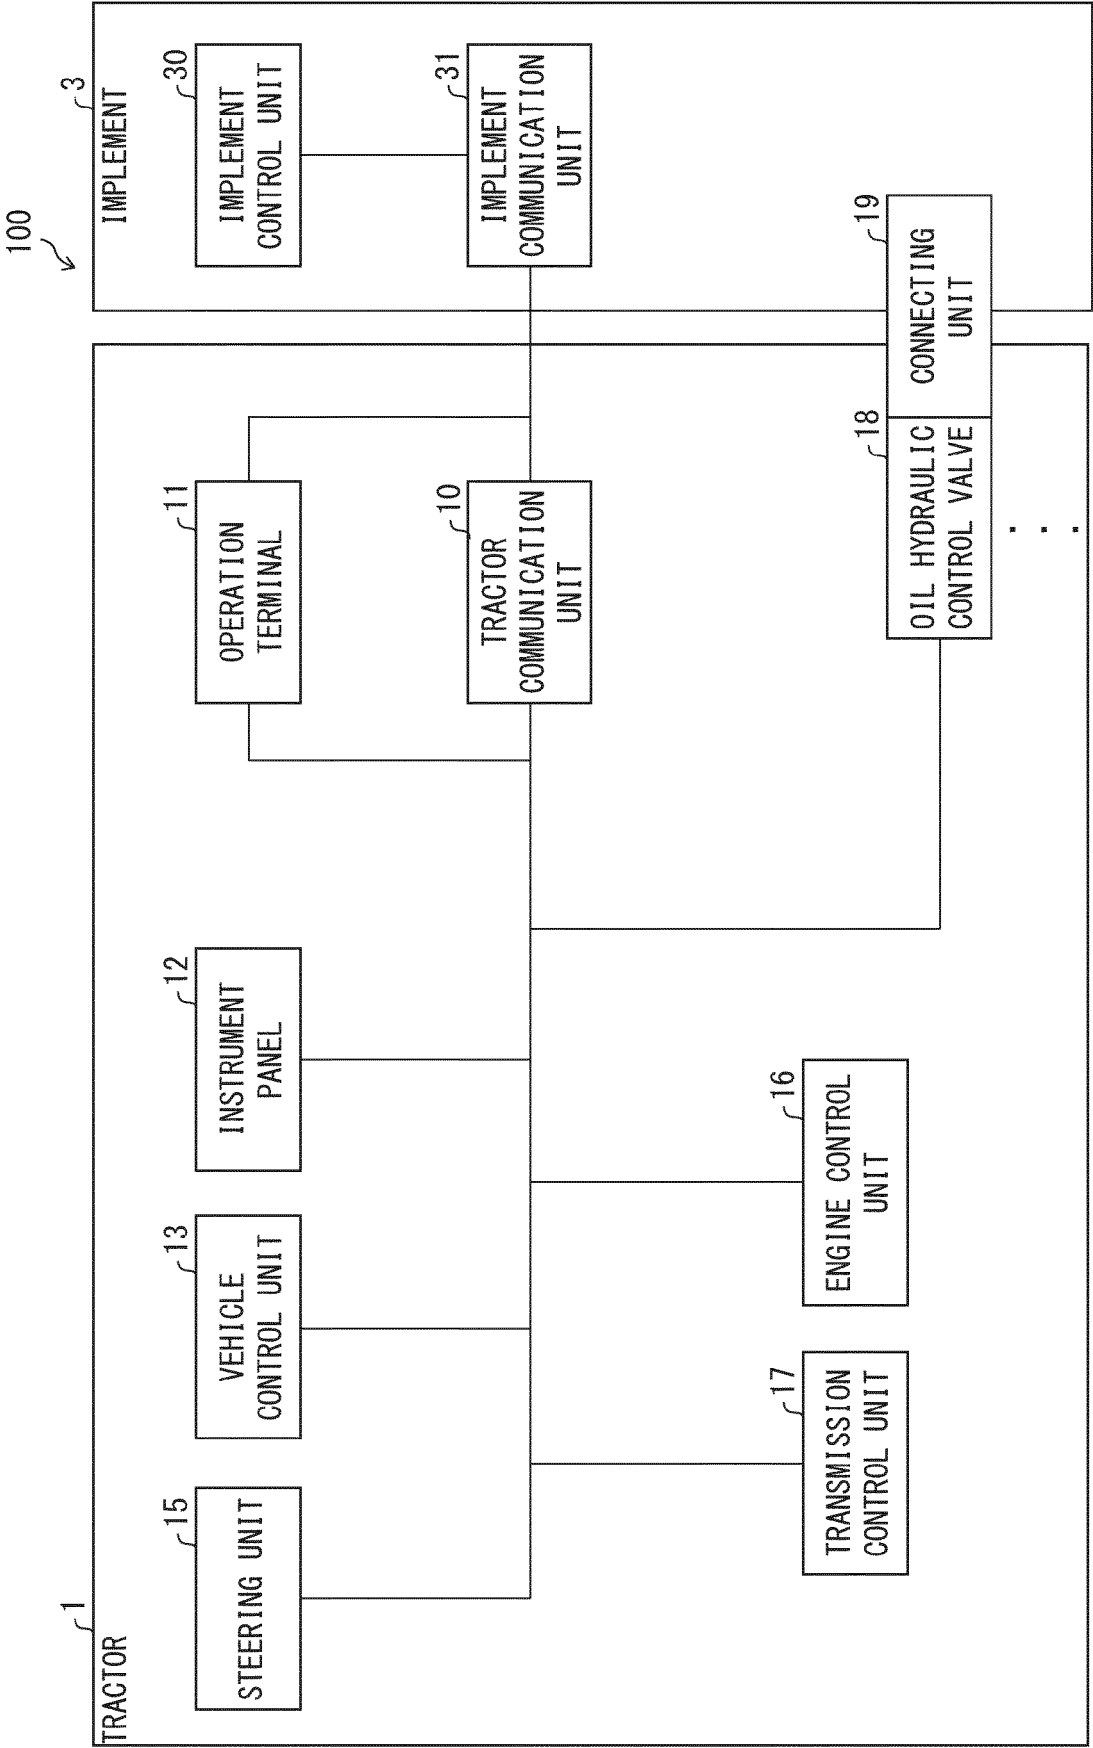 100
1
TRACTOR
3
IMPLEMENT
15
STEERING UNIT
13
VEHICLE
CONTROL UNIT
12
INSTRUMENT
PANEL
11
OPERATION
TERMINAL
30
IMPLEMENT
CONTROL UNIT
10
TRACTOR
COMMUNICATION
UNIT
31
IMPLEMENT
COMMUNICATION
UNIT
17
TRANSMISSION
CONTROL UNIT
16
ENGINE CONTROL
UNIT
18
OIL HYDRAULIC
CONTROL VALVE
19
CONNECTING
UNIT
. . .